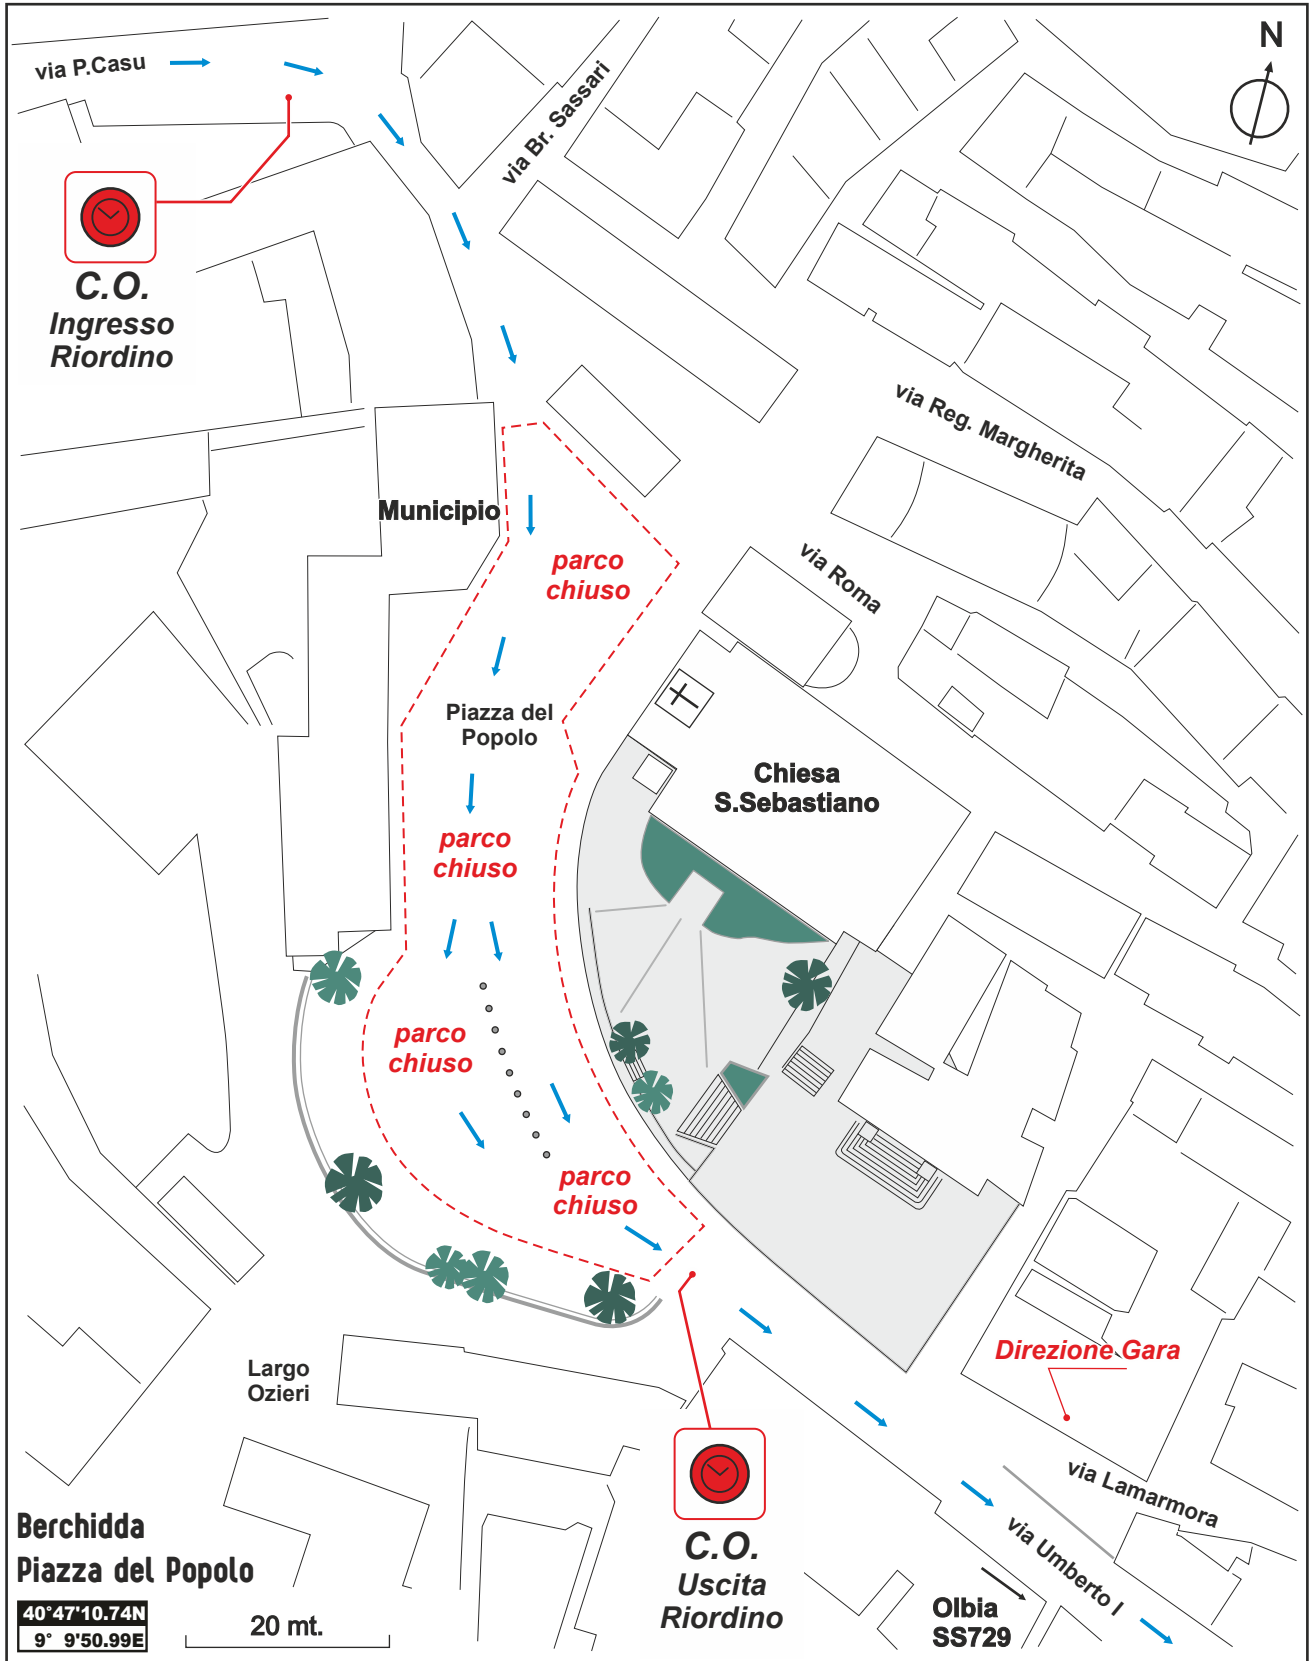 via P.Casu
via Br. Sassari
N
C.O.
Ingresso
Riordino
via Reg. Margherita
Municipio
parco
chiuso
via Roma
Piazza del
Popolo
Chiesa
S.Sebastiano
parco
chiuso
parco
chiuso
parco
chiuso
Direzione Gara
Largo
Ozieri
via Lamarmora
C.O.
Uscita
Riordino
via Umberto I
Olbia
SS729
Berchidda
Piazza del Popolo
40°47'10.74N
9° 9'50.99E
20 mt.